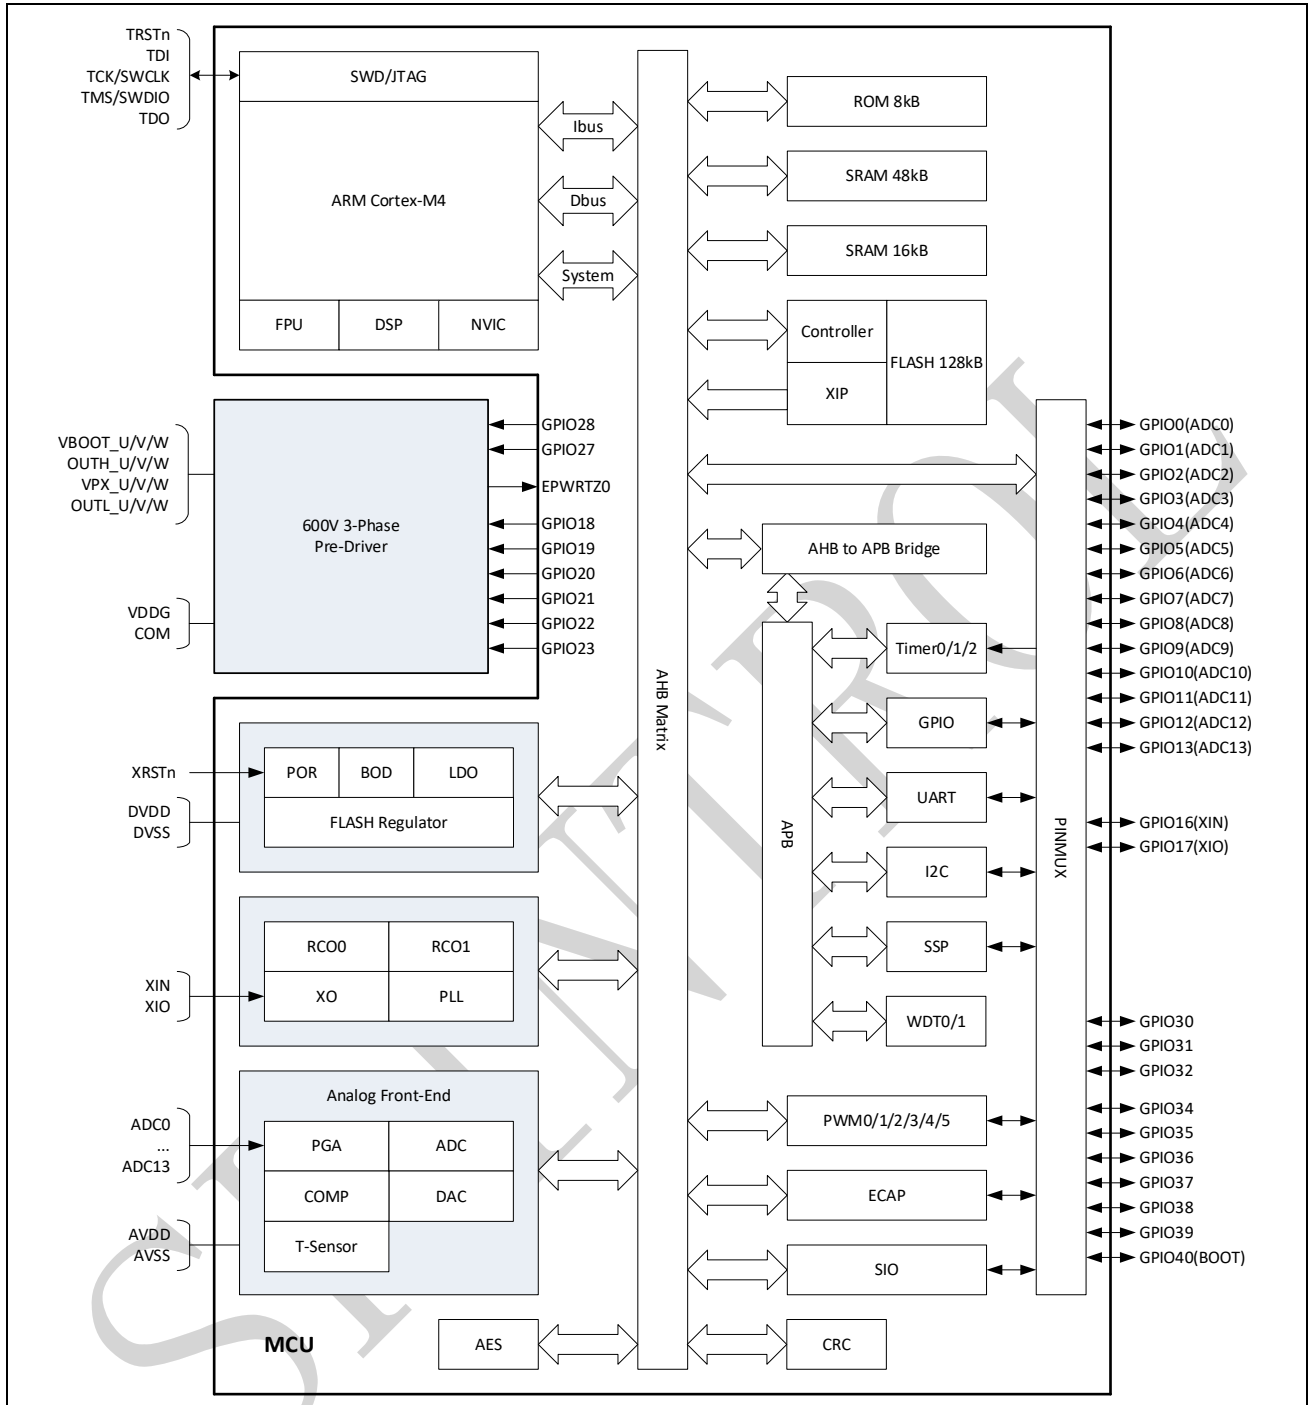 TRSTn
TDI
TCK/SWCLK
TMS/SWDIO
TDO
SWD/JTAG
ARM Cortex-M4
FPU
DSP
NVIC
Ibus
Dbus
System
ROM 8kB
SRAM 48kB
SRAM 16kB
Controller
XIP
FLASH 128kB
VBOOT_U/V/W
OUTH_U/V/W
VPX_U/V/W
OUTL_U/V/W
VDDG
COM
600V 3-Phase
Pre-Driver
GPIO28
GPIO27
EPWRTZ0
GPIO18
GPIO19
GPIO20
GPIO21
GPIO22
GPIO23
AHB Matrix
AHB to APB Bridge
APB
Timer0/1/2
GPIO
UART
I2C
SSP
WDT0/1
PINMUX
GPIO0(ADC0)
GPIO1(ADC1)
GPIO2(ADC2)
GPIO3(ADC3)
GPIO4(ADC4)
GPIO5(ADC5)
GPIO6(ADC6)
GPIO7(ADC7)
GPIO8(ADC8)
GPIO9(ADC9)
GPIO10(ADC10)
GPIO11(ADC11)
GPIO12(ADC12)
GPIO13(ADC13)
GPIO16(XIN)
GPIO17(XIO)
GPIO30
GPIO31
GPIO32
GPIO34
GPIO35
GPIO36
GPIO37
GPIO38
GPIO39
GPIO40(BOOT)
XRSTn
DVDD
DVSS
POR
BOD
LDO
FLASH Regulator
XIN
XIO
RCO0
RCO1
XO
PLL
ADC0
...
ADC13
AVDD
AVSS
Analog Front-End
PGA
ADC
COMP
DAC
T-Sensor
PWM0/1/2/3/4/5
ECAP
SIO
MCU
AES
CRC